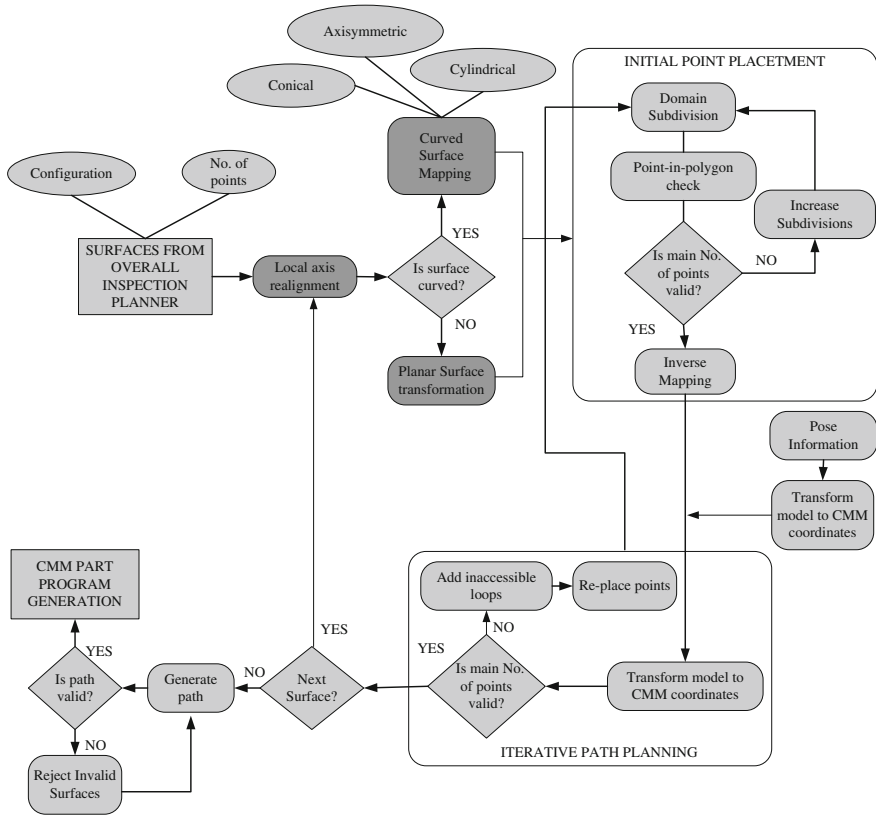 Axisymmetric
Conical
Cylindrical
INITIAL POINT PLACETMENT
Domain
Subdivision
Curved
Surface
Mapping
Configuration
No. of
points
Point-in-polygon
check
Increase
Subdivisions
YES
SURFACES FROM
OVERALL
INSPECTION
PLANNER
Local axis
realignment
Is surface
curved?
Is main No.
of points
valid?
NO
NO
YES
Planar Surface
transformation
Inverse
Mapping
Pose
Information
Transform
model to CMM
coordinates
CMM PART
PROGRAM
GENERATION
Add inaccessible
loops
Re-place points
YES
YES
NO
YES
Is path
valid?
NO
Generate
path
Next
Surface?
Is main No.
of points
valid?
Transform model to
CMM coordinates
NO
Reject Invalid
Surfaces
ITERATIVE PATH PLANNING